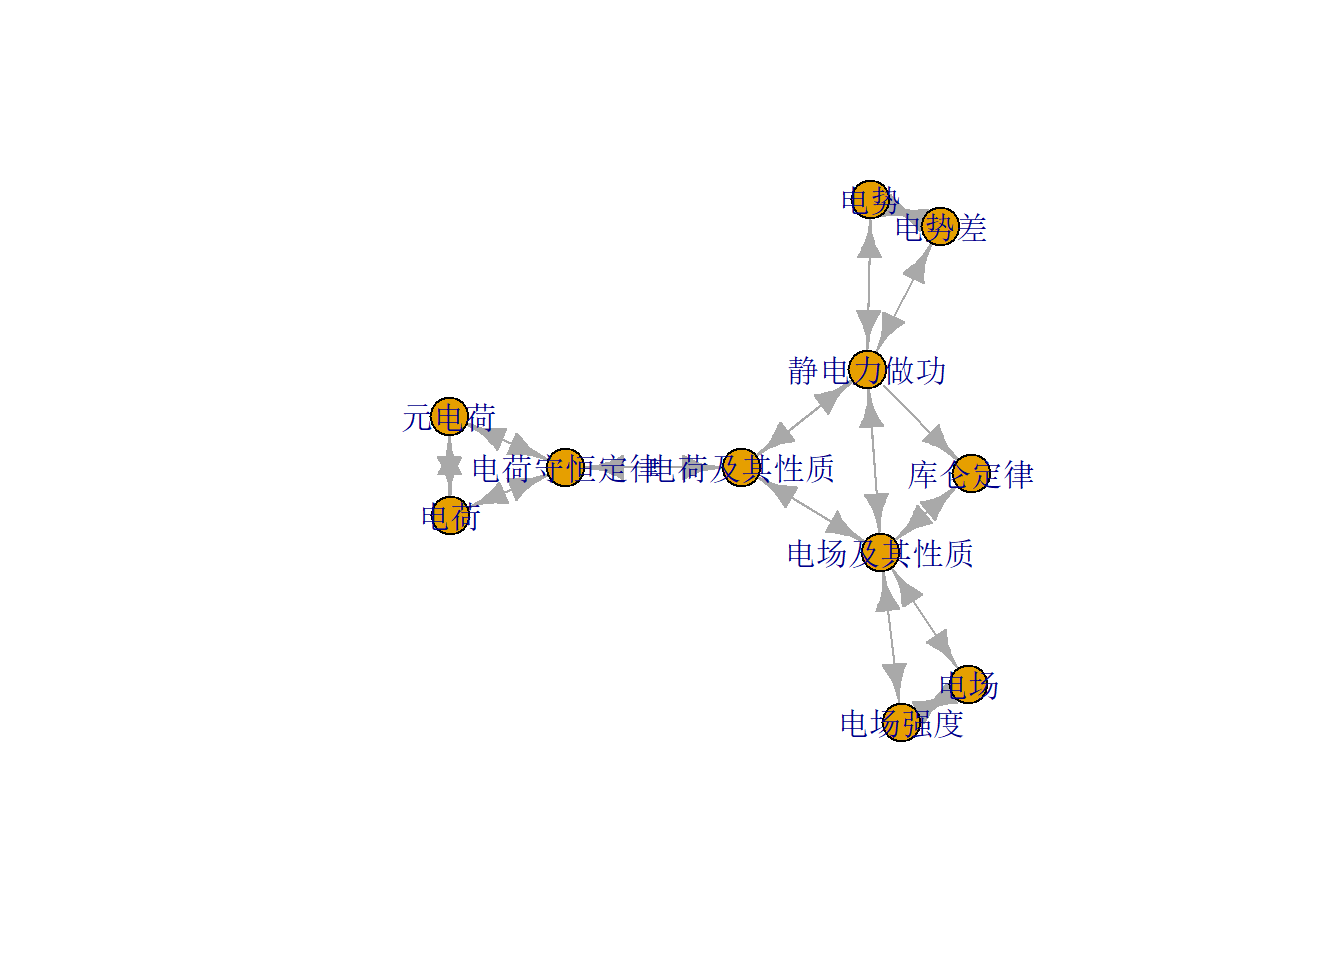 电势
电势差
静电力做功
元电荷
电荷守恒定律
电荷及其性质
库仑定律
电荷
电场及其性质
电场
电场强度